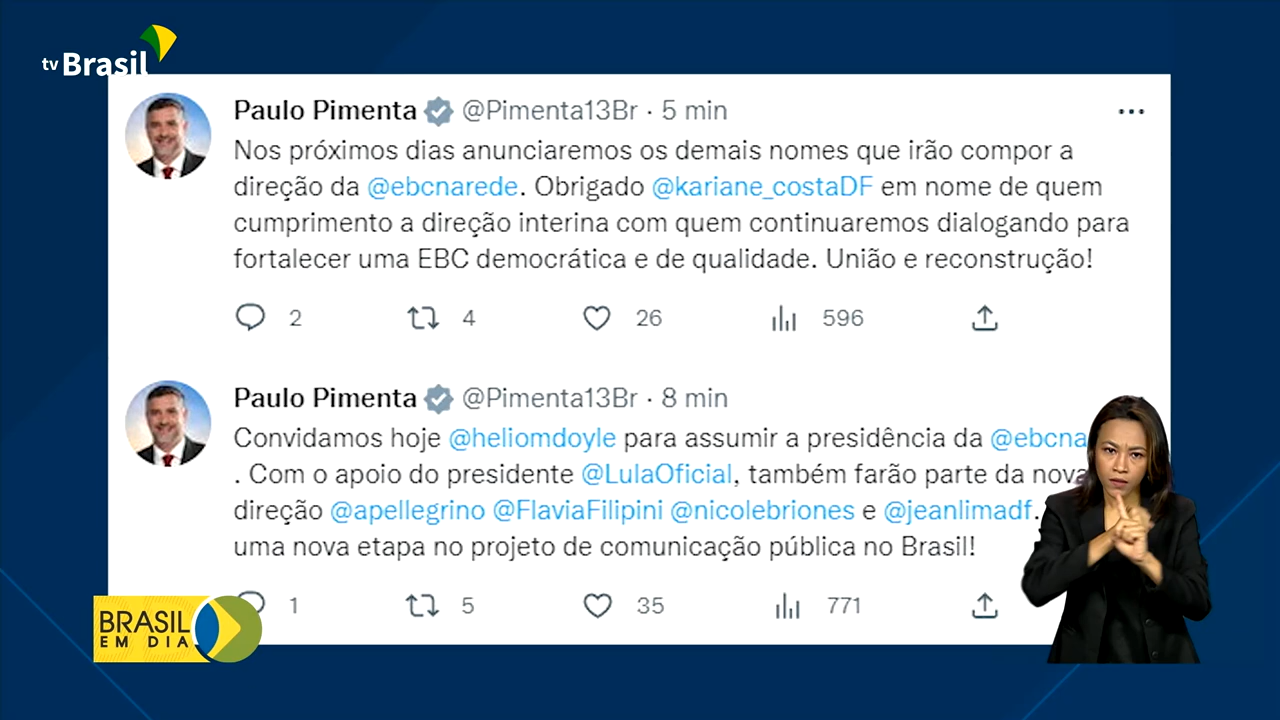 tv Brasil
Paulo Pimenta @Pimenta13Br · 5 min
Nos próximos dias anunciaremos os demais nomes que irão compor a
direção da @ebcnarede. Obrigado @kariane_costaDF em nome de quem
cumprimento a direção interina com quem continuaremos dialogando para
fortalecer uma EBC democrática e de qualidade. União e reconstrução!
2 4 26 596
Paulo Pimenta @Pimenta13Br · 8 min
Convidamos hoje @heliomdoyle para assumir a presidência da @ebcna
. Com o apoio do presidente @LulaOficial, também farão parte da nova
direção @apellegrino @FlaviaFilipini @nicolebriones e @jeanlimadf.
uma nova etapa no projeto de comunicação pública no Brasil!
1 5 35 771
BRASIL
EM DIA